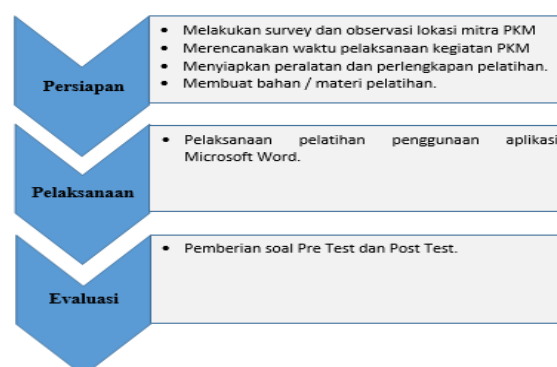 Persiapan
• Melakukan survey dan observasi lokasi mitra PKM
• Merencanakan waktu pelaksanaan kegiatan PKM
• Menyiapkan peralatan dan perlengkapan pelatihan.
• Membuat bahan / materi pelatihan.
Pelaksanaan
• Pelaksanaan pelatihan penggunaan aplikasi
Microsoft Word.
Evaluasi
• Pemberian soal Pre Test dan Post Test.